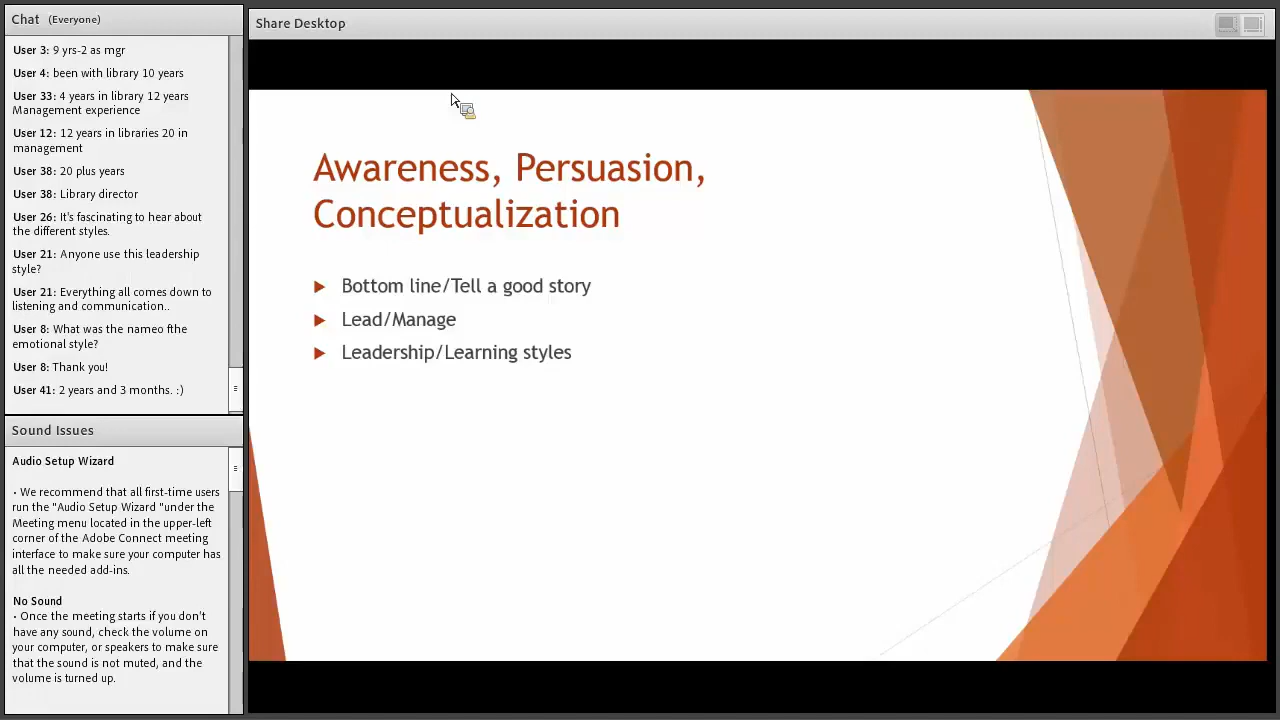 Chat (Everyone)
User 3: 9 yrs-2 as mgr
User 4: been with library 10 years
User 33: 4 years in library 12 years
Management experience
User 12: 12 years in libraries 20 in
management
User 38: 20 plus years
User 38: Library director
User 26: It's fascinating to hear about
the different styles.
User 21: Anyone use this leadership
style?
User 21: Everything all comes down to
listening and communication..
User 8: What was the nameo fthe
emotional style?
User 8: Thank you!
User 41: 2 years and 3 months. :)
Sound Issues
Audio Setup Wizard
• We recommend that all first-time users
run the "Audio Setup Wizard "under the
Meeting menu located in the upper-left
corner of the Adobe Connect meeting
interface to make sure your computer has
all the needed add-ins.
No Sound
• Once the meeting starts if you don't
have any sound, check the volume on
your computer, or speakers to make sure
that the sound is not muted, and the
volume is turned up.
Share Desktop
Awareness, Persuasion,
Conceptualization
Bottom line/Tell a good story
Lead/Manage
Leadership/Learning styles